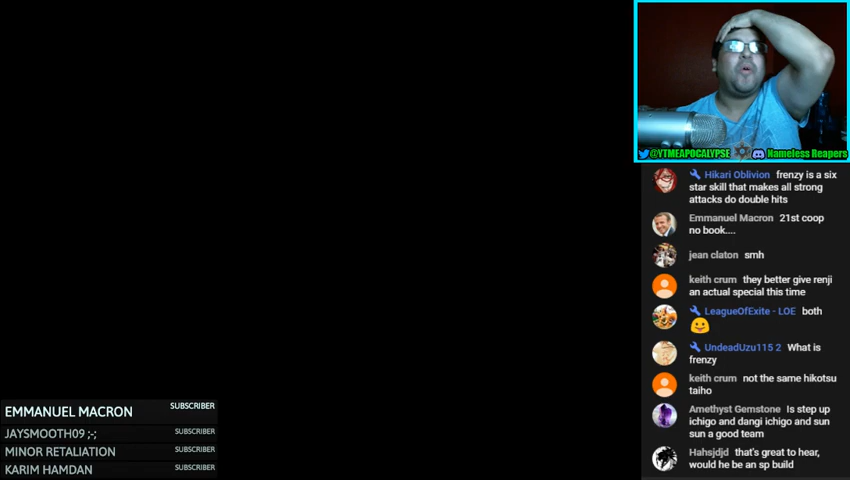 @YTMEAPOCALYPSE Nameless Reapers
Hikari Oblivion frenzy is a six
star skill that makes all strong
attacks do double hits
Emmanuel Macron 21st coop
no book....
jean claton smh
keith crum they better give renji
an actual special this time
LeagueOfExite - LOE both
UndeadUzu115 2 What is
frenzy
keith crum not the same hikotsu
taiho
Amethyst Gemstone Is step up
ichigo and dangi ichigo and sun
sun a good team
Hahsjdjd that's great to hear,
would he be an sp build
EMMANUEL MACRON SUBSCRIBER
JAYSMOOTH09 ;-; SUBSCRIBER
MINOR RETALIATION SUBSCRIBER
KARIM HAMDAN SUBSCRIBER